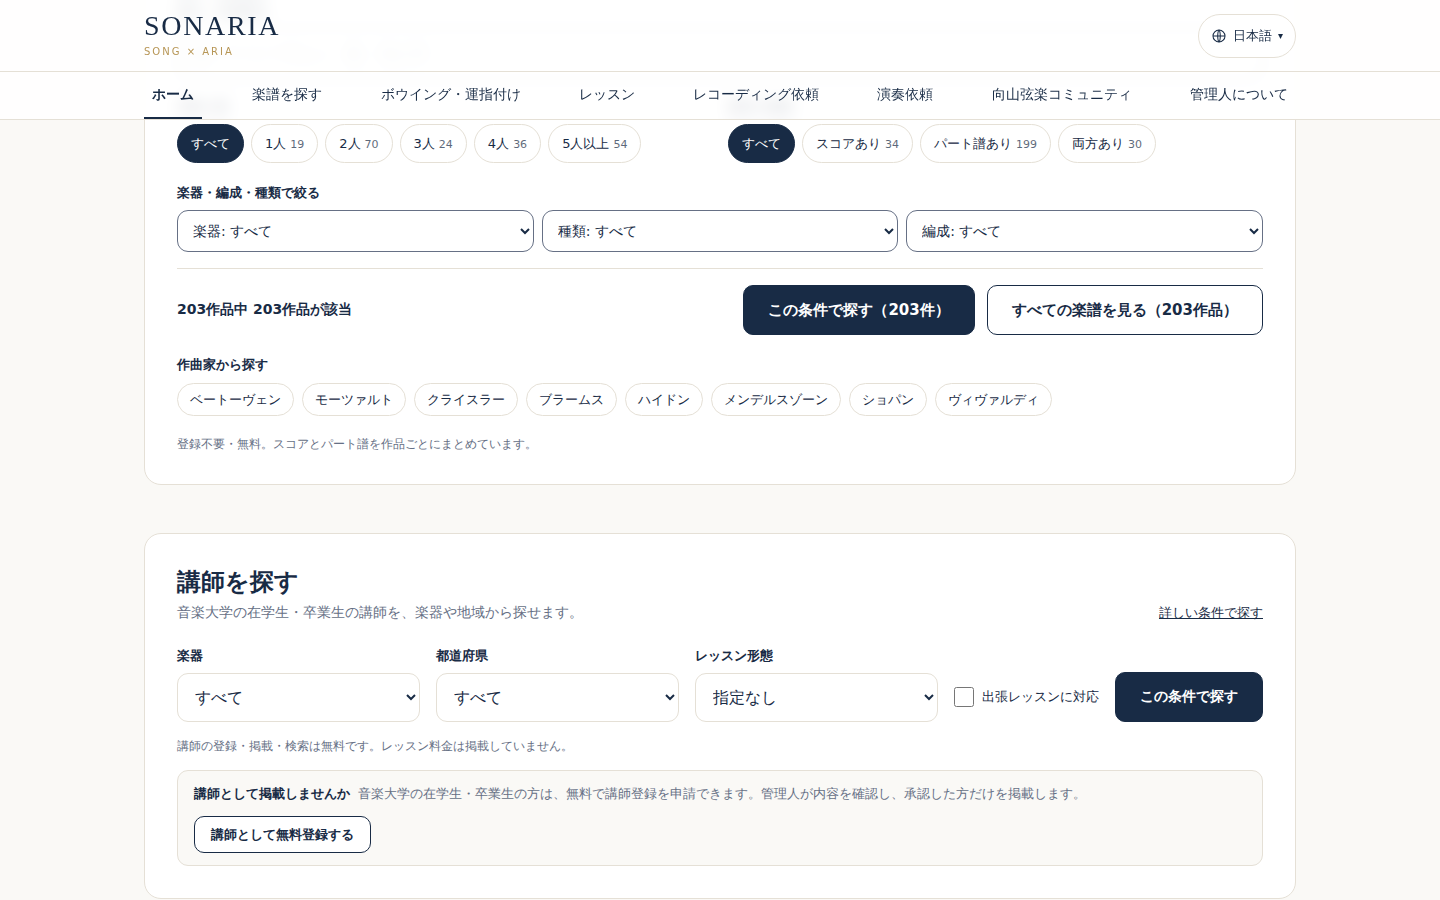 SONARIA
SONG × ARIA
日本語 ▾
ホーム 楽譜を探す ボウイング・運指付け レッスン レコーディング依頼 演奏依頼 向山弦楽コミュニティ 管理人について
すべて 1人 19 2人 70 3人 24 4人 36 5人以上 54 すべて スコアあり 34 パート譜あり 199 両方あり 30
楽器・編成・種類で絞る
楽器: すべて 種類: すべて 編成: すべて
203作品中 203作品が該当 この条件で探す（203件） すべての楽譜を見る（203作品）
作曲家から探す
ベートーヴェン モーツァルト クライスラー ブラームス ハイドン メンデルスゾーン ショパン ヴィヴァルディ
登録不要・無料。スコアとパート譜を作品ごとにまとめています。
講師を探す
音楽大学の在学生・卒業生の講師を、楽器や地域から探せます。 詳しい条件で探す
楽器 都道府県 レッスン形態
すべて すべて 指定なし 出張レッスンに対応 この条件で探す
講師の登録・掲載・検索は無料です。レッスン料金は掲載していません。
講師として掲載しませんか 音楽大学の在学生・卒業生の方は、無料で講師登録を申請できます。管理人が内容を確認し、承認した方だけを掲載します。
講師として無料登録する